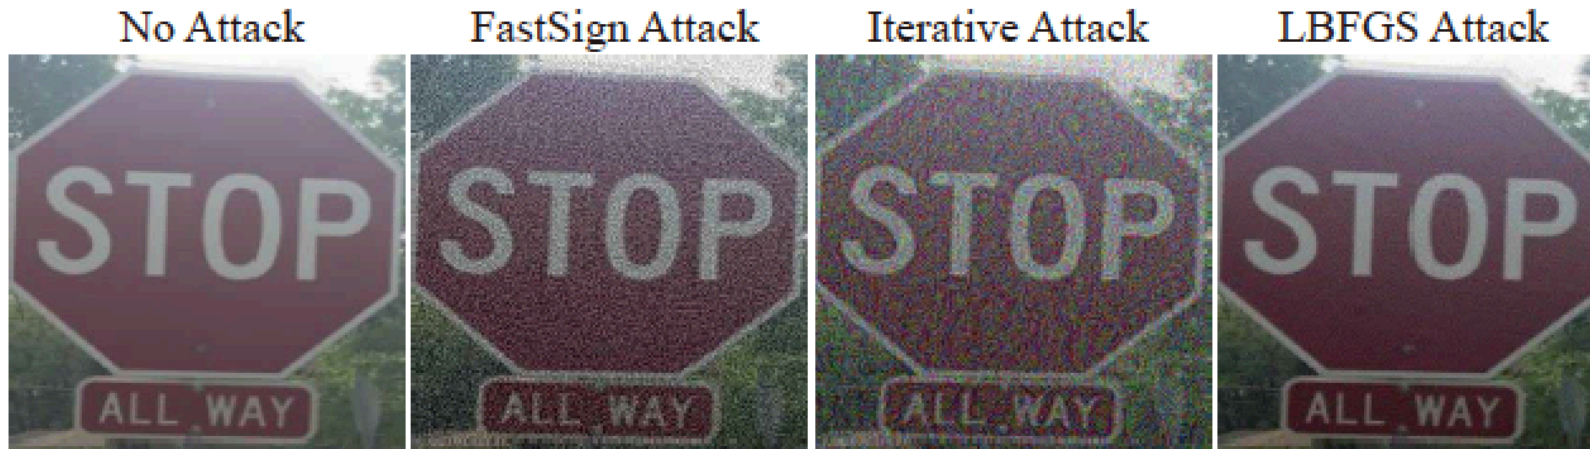 No Attack
FastSign Attack
Iterative Attack
LBFGS Attack
STOP
STOP
STOP
STOP
ALL WAY
ALL WAY
ALL WAY
ALL WAY